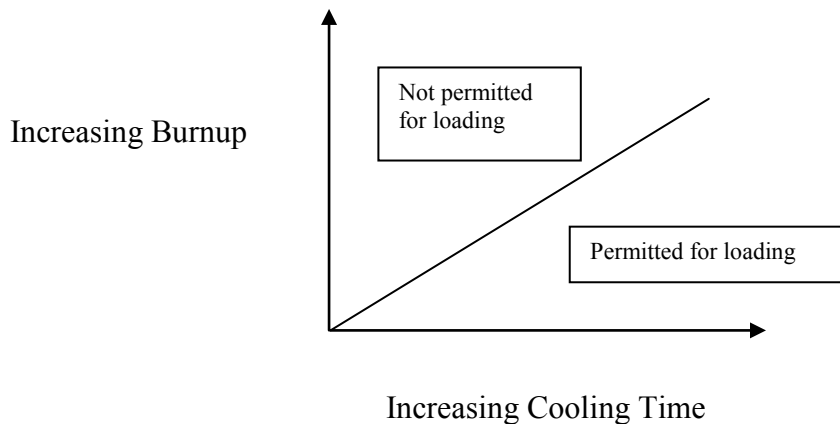 Not permitted
for loading
Increasing Burnup
Permitted for loading
Increasing Cooling Time